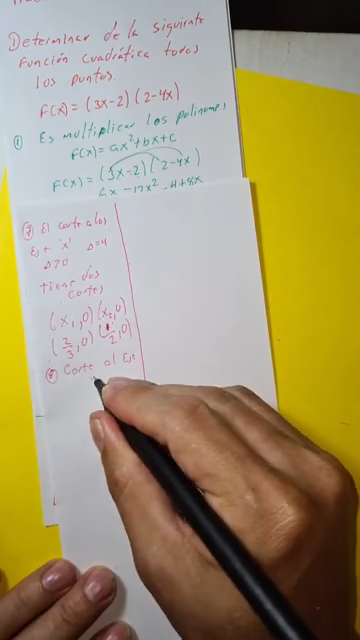 Determinar de la siguiente
función cuadrática todos
los puntos.
F(x) = (3x-2)(2-4x)
① Es multiplicar los polinomios
F(x) = ax²+bx+c
F(x) = (3x-2)(2-4x)
6x - 12x² - 4 + 8x
⑦ El corte a los
Eje 'x'
Δ>0 Δ=4
tiene dos
cortes
(x₁,0) (x₂,0)
(2/3,0) (1/2,0)
⑧ Corte al Eje